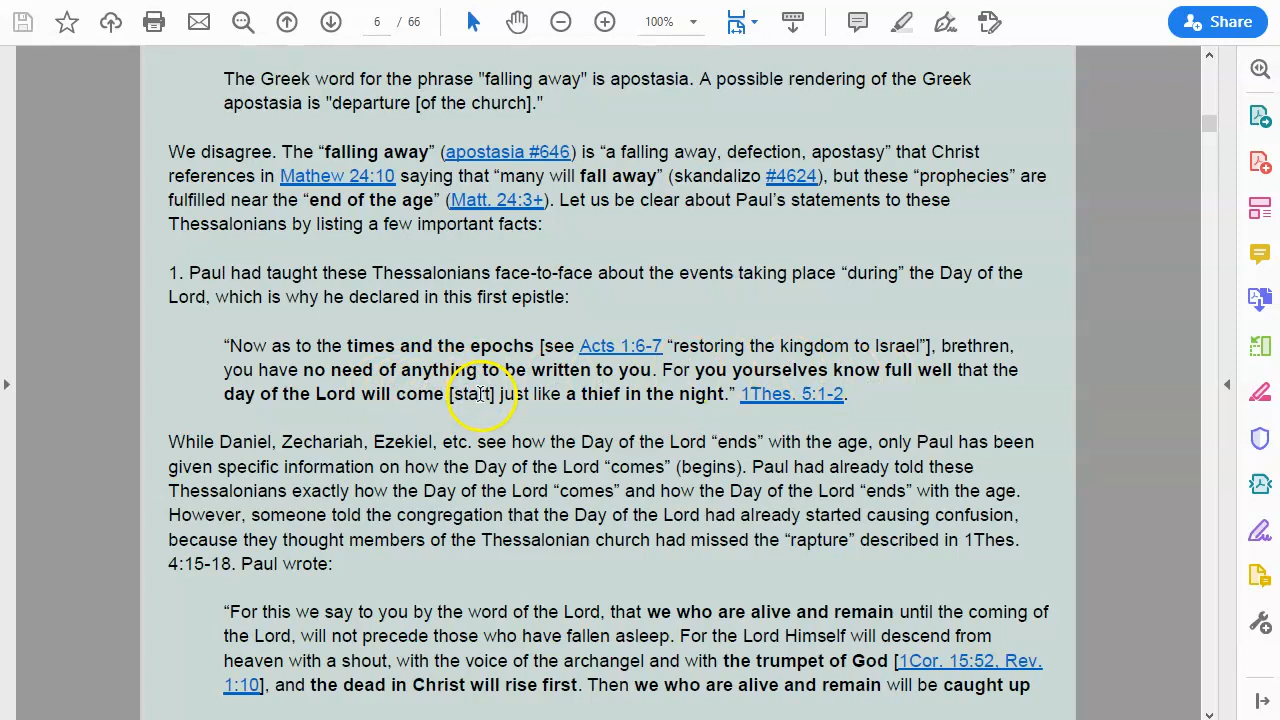 6 / 66
100%
Share
The Greek word for the phrase "falling away" is apostasia. A possible rendering of the Greek
apostasia is "departure [of the church]."
We disagree. The “falling away” (apostasia #646) is “a falling away, defection, apostasy” that Christ
references in Mathew 24:10 saying that “many will fall away” (skandalizo #4624), but these “prophecies” are
fulfilled near the “end of the age” (Matt. 24:3+). Let us be clear about Paul’s statements to these
Thessalonians by listing a few important facts:
1. Paul had taught these Thessalonians face-to-face about the events taking place “during” the Day of the
Lord, which is why he declared in this first epistle:
“Now as to the times and the epochs [see Acts 1:6-7 “restoring the kingdom to Israel”], brethren,
you have no need of anything to be written to you. For you yourselves know full well that the
day of the Lord will come [start] just like a thief in the night.” 1Thes. 5:1-2.
While Daniel, Zechariah, Ezekiel, etc. see how the Day of the Lord “ends” with the age, only Paul has been
given specific information on how the Day of the Lord “comes” (begins). Paul had already told these
Thessalonians exactly how the Day of the Lord “comes” and how the Day of the Lord “ends” with the age.
However, someone told the congregation that the Day of the Lord had already started causing confusion,
because they thought members of the Thessalonian church had missed the “rapture” described in 1Thes.
4:15-18. Paul wrote:
“For this we say to you by the word of the Lord, that we who are alive and remain until the coming of
the Lord, will not precede those who have fallen asleep. For the Lord Himself will descend from
heaven with a shout, with the voice of the archangel and with the trumpet of God [1Cor. 15:52, Rev.
1:10], and the dead in Christ will rise first. Then we who are alive and remain will be caught up